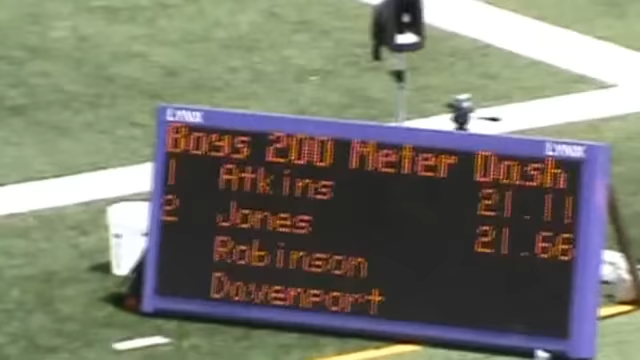 LYNX
LYNX
Boys 200 Meter Dash
1 Atkins 21.11
2 Jones 21.66
Robinson
Davenport